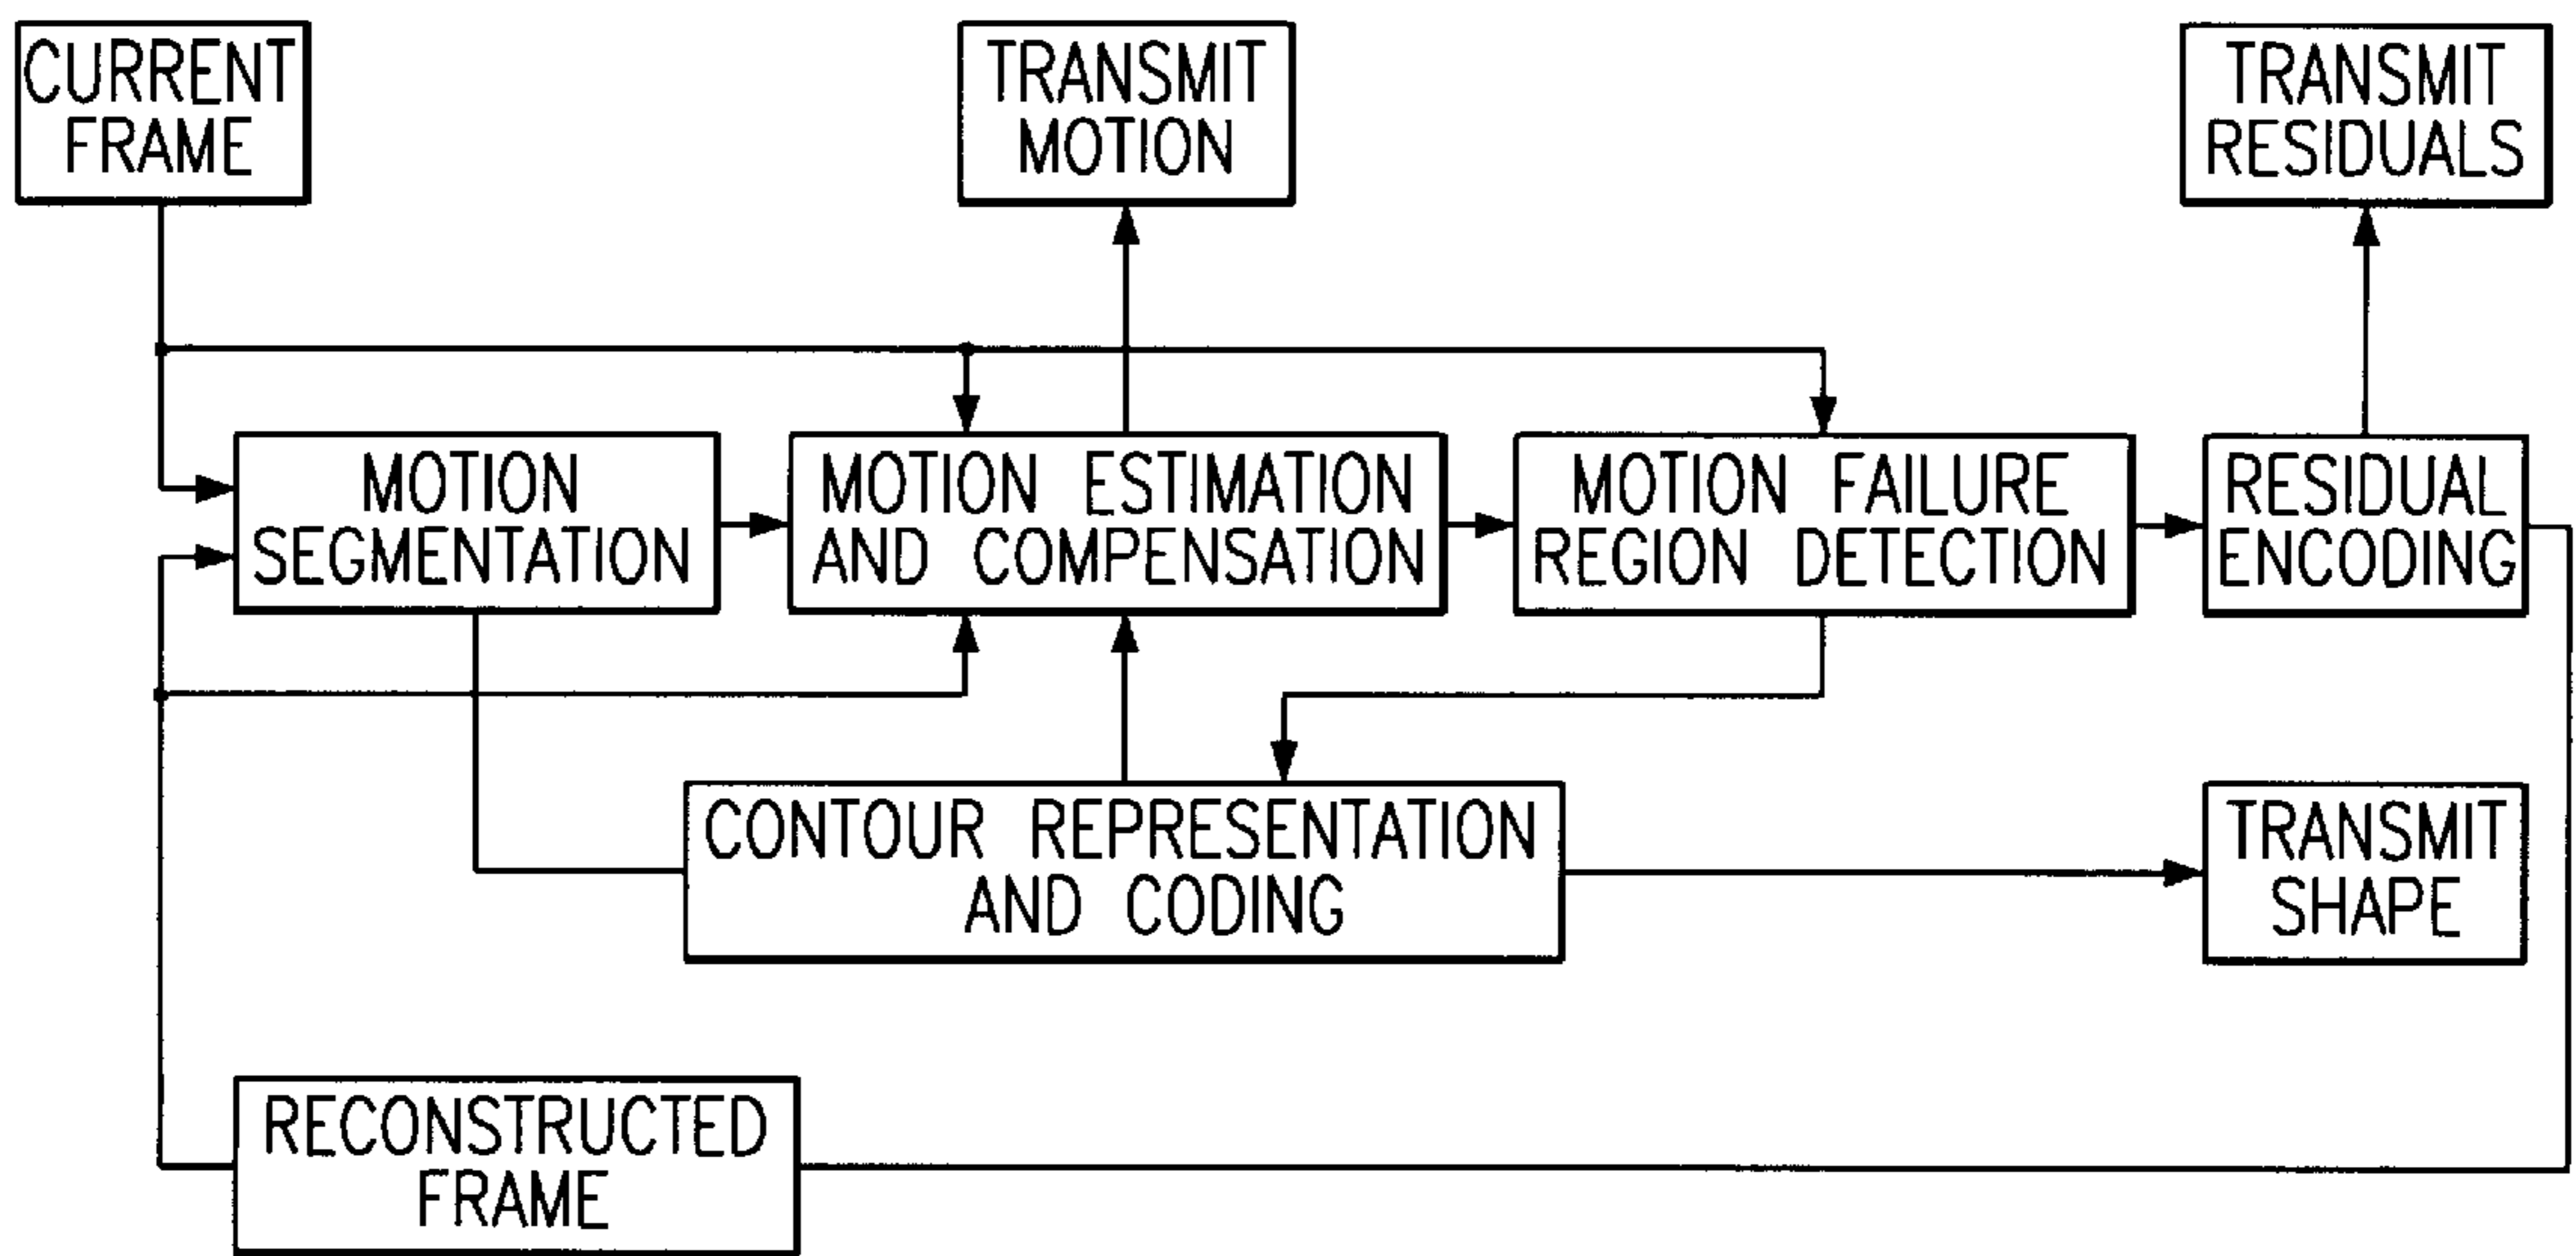 CURRENT
FRAME
TRANSMIT
MOTION
TRANSMIT
RESIDUALS
MOTION
SEGMENTATION
MOTION ESTIMATION
AND COMPENSATION
MOTION FAILURE
REGION DETECTION
RESIDUAL
ENCODING
CONTOUR REPRESENTATION
AND CODING
TRANSMIT
SHAPE
RECONSTRUCTED
FRAME